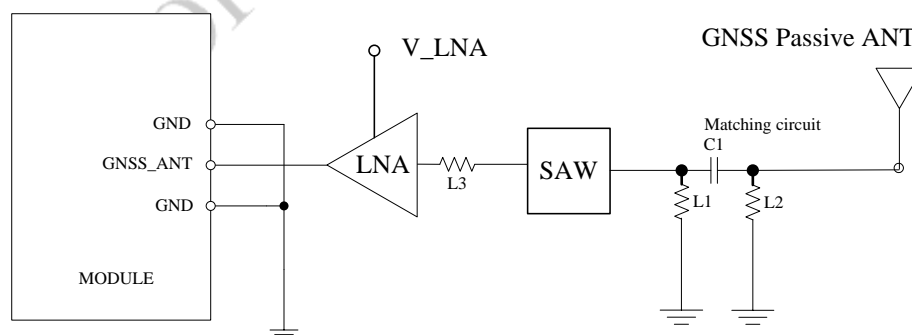 GNSS Passive ANT
V_LNA
GND
Matching circuit
C1
GNSS_ANT
LNA
L3
SAW
GND
L1
L2
MODULE